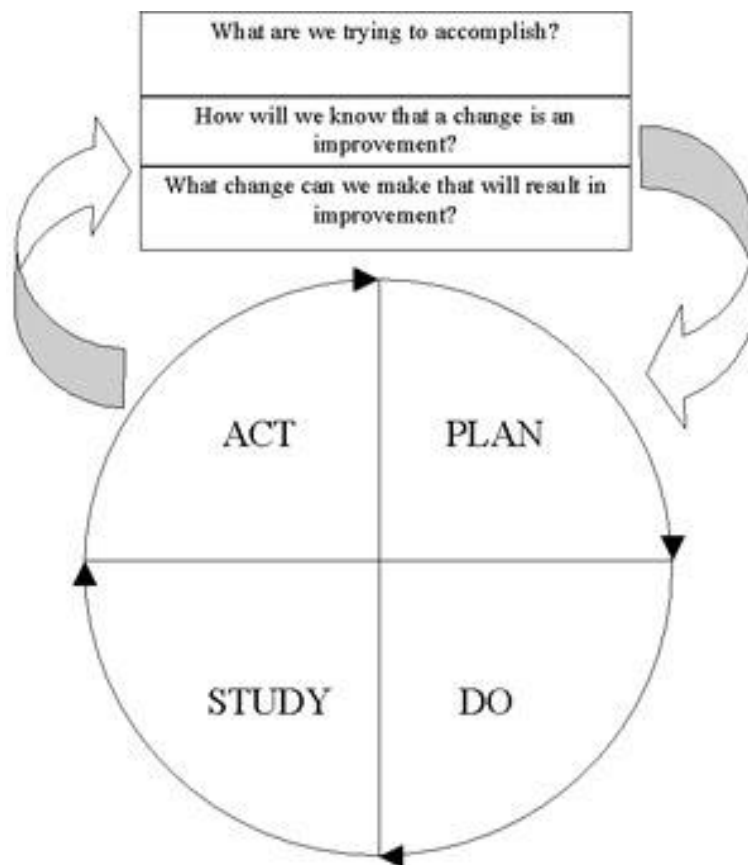 What are we trying to accomplish?
How will we know that a change is an
improvement?
What change can we make that will result in
improvement?
ACT
PLAN
STUDY
DO